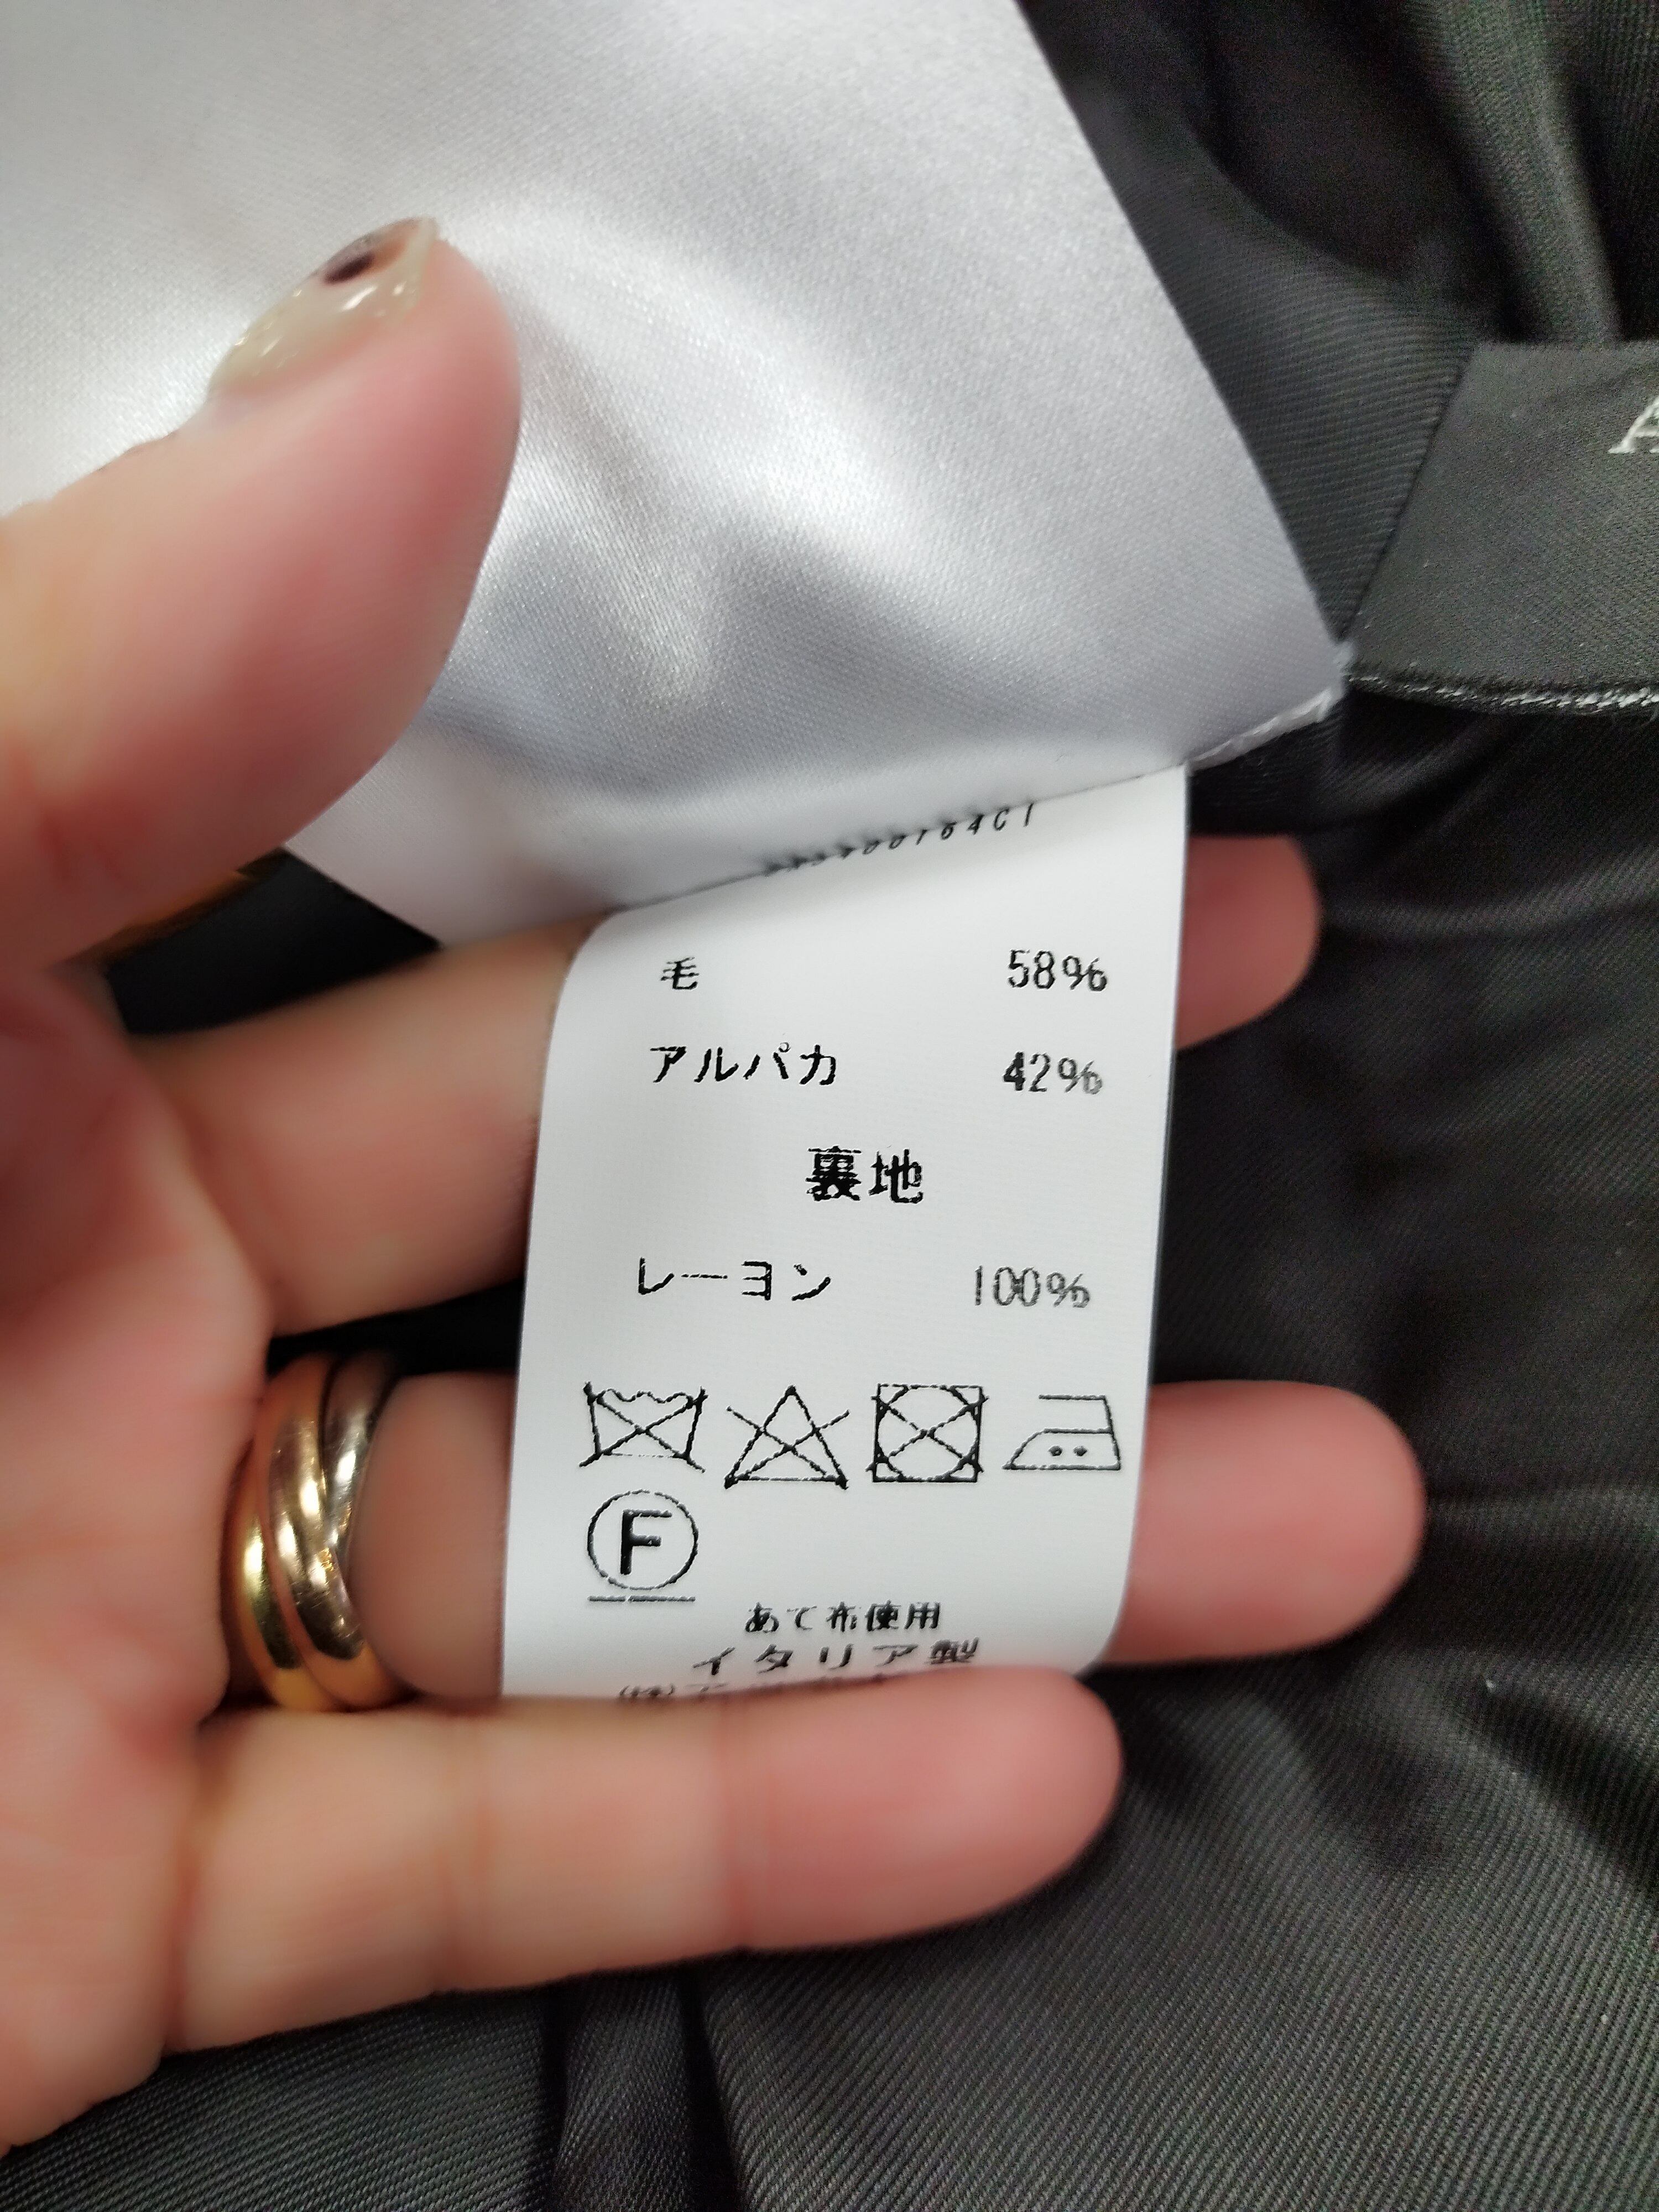 毛 58%
アルパカ 42%
裏地
レーヨン 100%
F
あて布使用
イタリア製
(株)
A